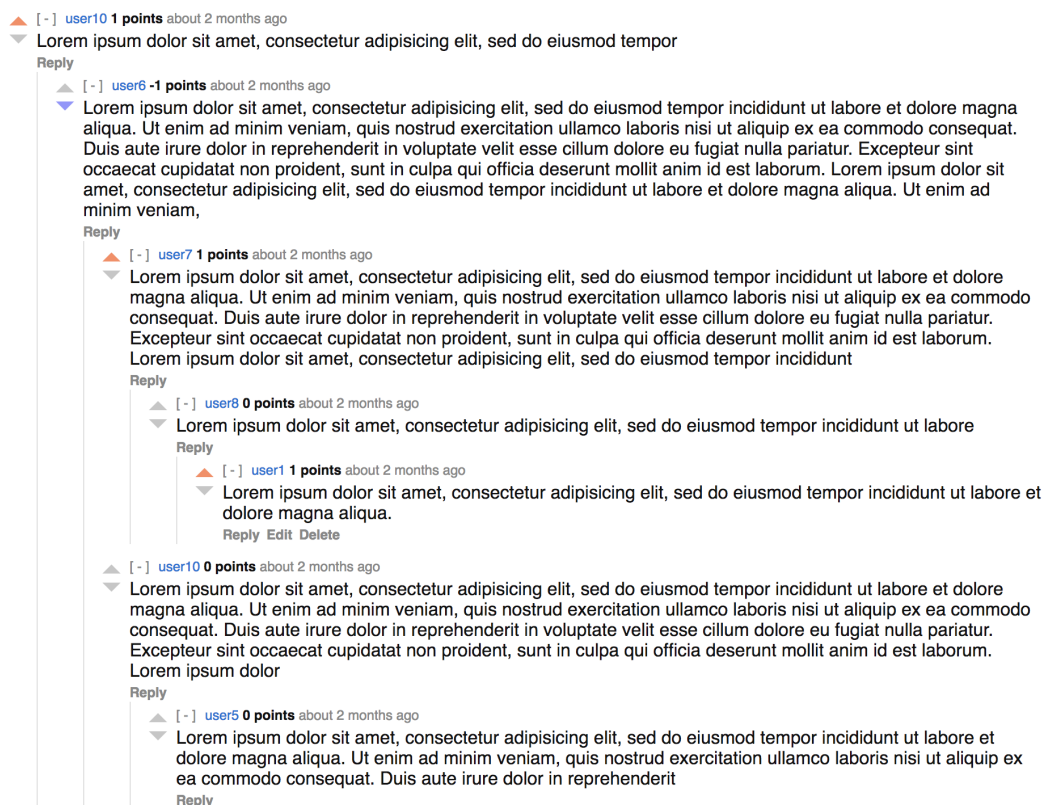 [-] user10 1 points about 2 months ago
Lorem ipsum dolor sit amet, consectetur adipisicing elit, sed do eiusmod tempor
Reply
[-] user6 -1 points about 2 months ago
Lorem ipsum dolor sit amet, consectetur adipisicing elit, sed do eiusmod tempor incididunt ut labore et dolore magna
aliqua. Ut enim ad minim veniam, quis nostrud exercitation ullamco laboris nisi ut aliquip ex ea commodo consequat.
Duis aute irure dolor in reprehenderit in voluptate velit esse cillum dolore eu fugiat nulla pariatur. Excepteur sint
occaecat cupidatat non proident, sunt in culpa qui officia deserunt mollit anim id est laborum. Lorem ipsum dolor sit
amet, consectetur adipisicing elit, sed do eiusmod tempor incididunt ut labore et dolore magna aliqua. Ut enim ad
minim veniam,
Reply
[-] user7 1 points about 2 months ago
Lorem ipsum dolor sit amet, consectetur adipisicing elit, sed do eiusmod tempor incididunt ut labore et dolore
magna aliqua. Ut enim ad minim veniam, quis nostrud exercitation ullamco laboris nisi ut aliquip ex ea commodo
consequat. Duis aute irure dolor in reprehenderit in voluptate velit esse cillum dolore eu fugiat nulla pariatur.
Excepteur sint occaecat cupidatat non proident, sunt in culpa qui officia deserunt mollit anim id est laborum.
Lorem ipsum dolor sit amet, consectetur adipisicing elit, sed do eiusmod tempor incididunt
Reply
[-] user8 0 points about 2 months ago
Lorem ipsum dolor sit amet, consectetur adipisicing elit, sed do eiusmod tempor incididunt ut labore
Reply
[-] user1 1 points about 2 months ago
Lorem ipsum dolor sit amet, consectetur adipisicing elit, sed do eiusmod tempor incididunt ut labore et
dolore magna aliqua.
Reply Edit Delete
[-] user10 0 points about 2 months ago
Lorem ipsum dolor sit amet, consectetur adipisicing elit, sed do eiusmod tempor incididunt ut labore et dolore
magna aliqua. Ut enim ad minim veniam, quis nostrud exercitation ullamco laboris nisi ut aliquip ex ea commodo
consequat. Duis aute irure dolor in reprehenderit in voluptate velit esse cillum dolore eu fugiat nulla pariatur.
Excepteur sint occaecat cupidatat non proident, sunt in culpa qui officia deserunt mollit anim id est laborum.
Lorem ipsum dolor
Reply
[-] user5 0 points about 2 months ago
Lorem ipsum dolor sit amet, consectetur adipisicing elit, sed do eiusmod tempor incididunt ut labore et
dolore magna aliqua. Ut enim ad minim veniam, quis nostrud exercitation ullamco laboris nisi ut aliquip ex
ea commodo consequat. Duis aute irure dolor in reprehenderit
Reply